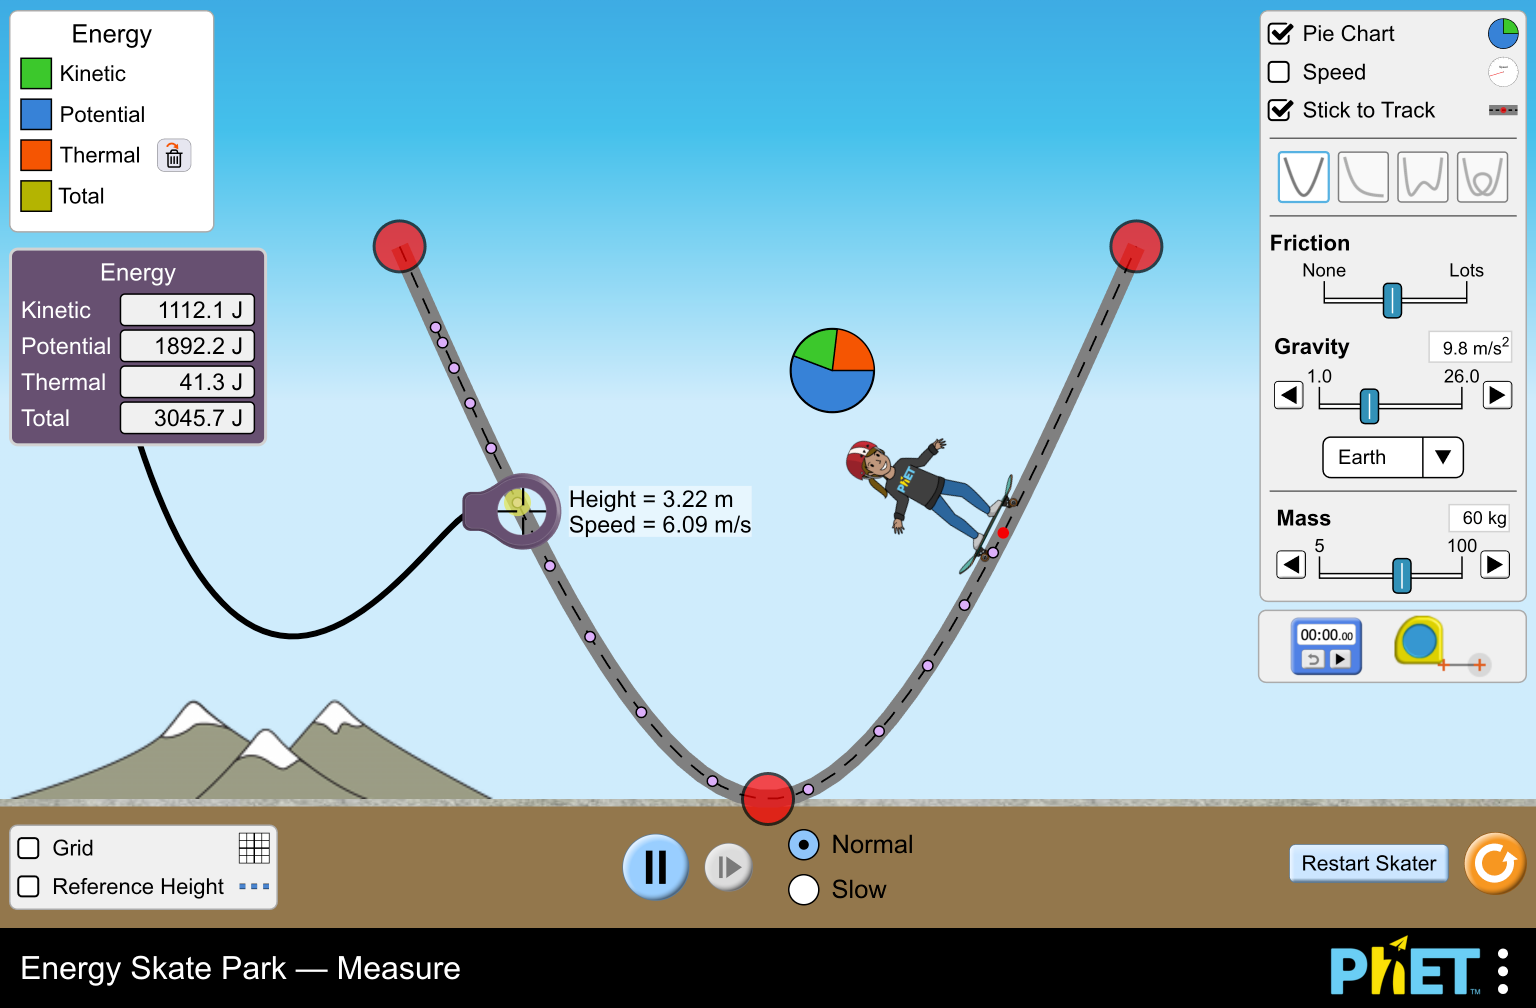 Energy
Kinetic
Potential
Thermal
Total
Energy
Kinetic 1112.1 J
Potential 1892.2 J
Thermal 41.3 J
Total 3045.7 J
Height = 3.22 m
Speed = 6.09 m/s
PhET
Pie Chart
Speed
Stick to Track
Friction
None Lots
Gravity 9.8 m/s²
1.0 26.0
Earth
Mass 60 kg
5 100
00:00.00
Grid
Reference Height
Normal
Slow
Restart Skater
Energy Skate Park — Measure
PhET™